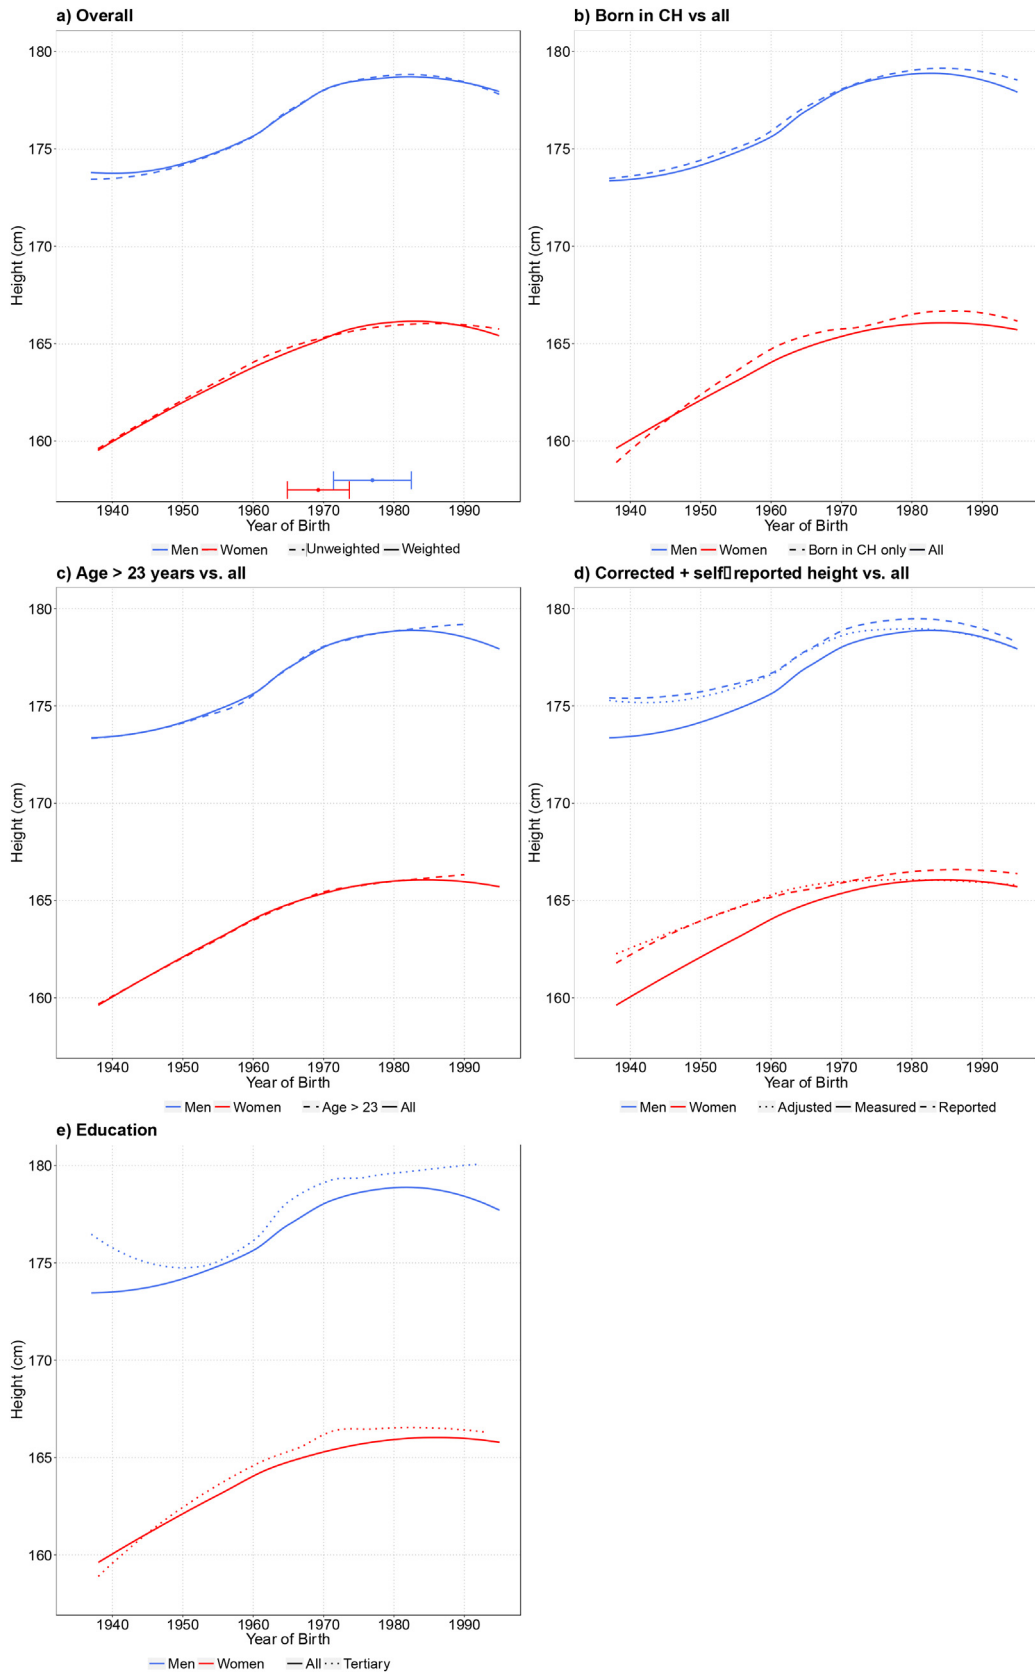 a) Overall
180
175
170
165
160
Height (cm)
1940 1950 1960 1970 1980 1990
Year of Birth
Men Women Unweighted Weighted
b) Born in CH vs all
180
175
170
165
160
Height (cm)
1940 1950 1960 1970 1980 1990
Year of Birth
Men Women Born in CH only All
c) Age > 23 years vs. all
180
175
170
165
160
Height (cm)
1940 1950 1960 1970 1980 1990
Year of Birth
Men Women Age > 23 All
d) Corrected + self▯reported height vs. all
180
175
170
165
160
Height (cm)
1940 1950 1960 1970 1980 1990
Year of Birth
Men Women Adjusted Measured Reported
e) Education
180
175
170
165
160
Height (cm)
1940 1950 1960 1970 1980 1990
Year of Birth
Men Women All Tertiary